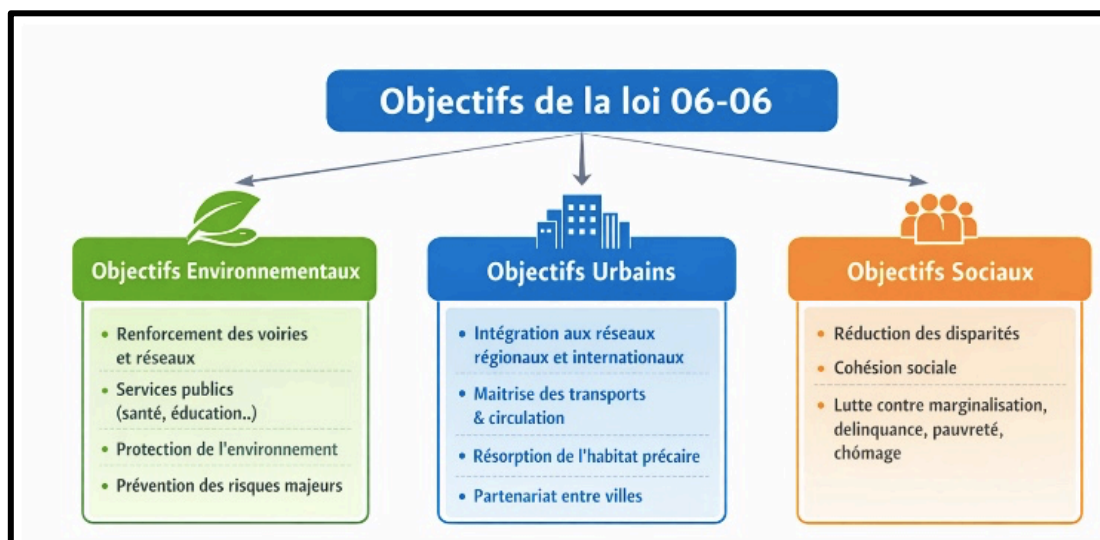 Objectifs de la loi 06-06
Objectifs Environnementaux
Renforcement des voiries
et réseaux
Services publics
(santé, éducation..)
Protection de l'environnement
Prévention des risques majeurs
Objectifs Urbains
Intégration aux réseaux
régionaux et internationaux
Maitrise des transports
& circulation
Résorption de l'habitat précaire
Partenariat entre villes
Objectifs Sociaux
Réduction des disparités
Cohésion sociale
Lutte contre marginalisation,
delinquance, pauvreté,
chómage